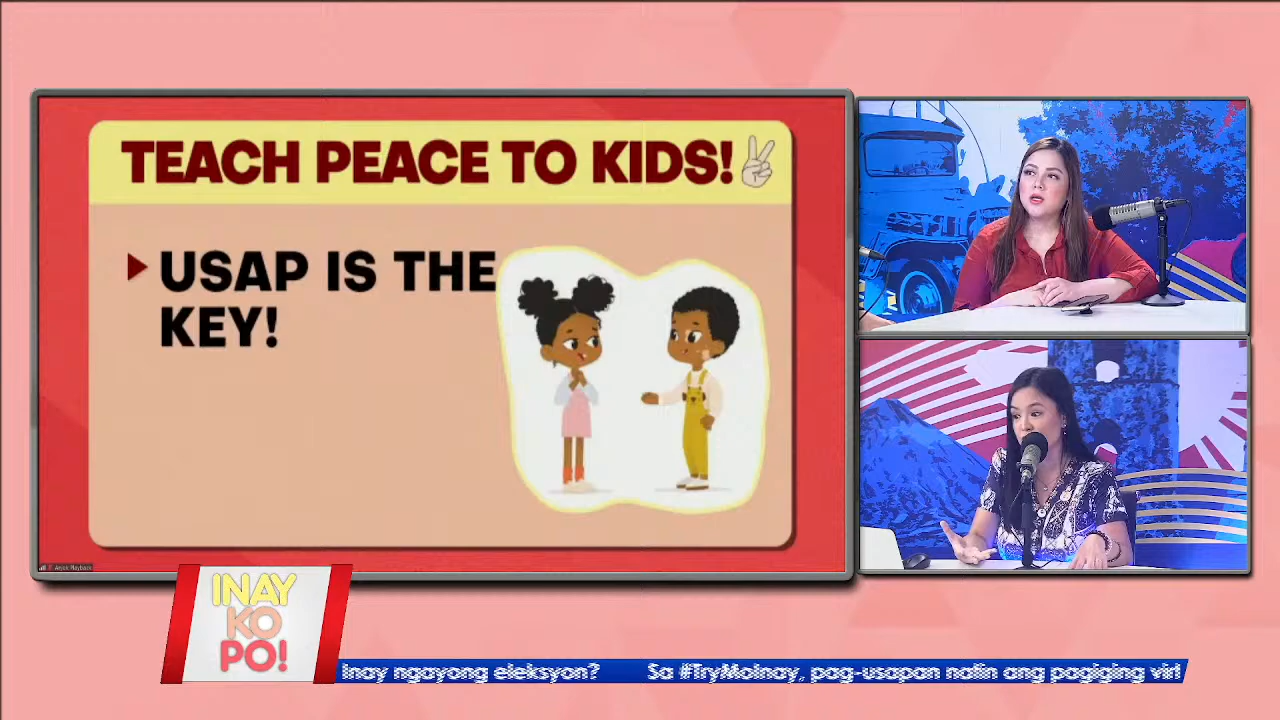 TEACH PEACE TO KIDS!
USAP IS THE
KEY!
INAY
KO
PO!
Inay ngayong eleksyon? Sa #TryMoInay, pag-usapan natin ang pagiging